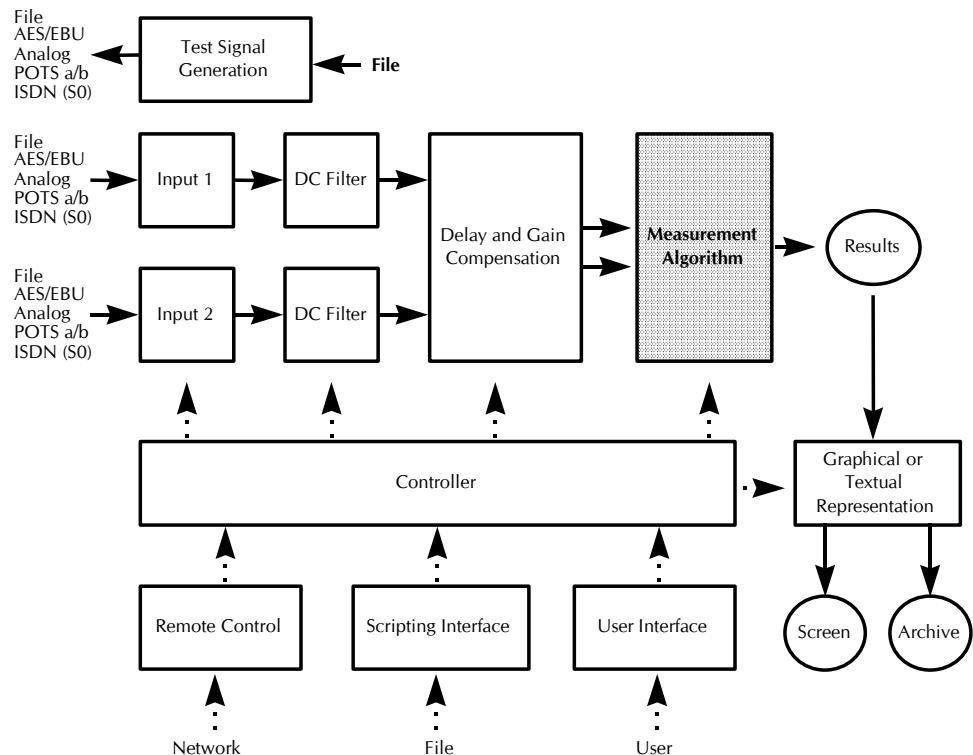 File
AES/EBU
Analog
POTS a/b
ISDN (S0)
Test Signal
Generation
File
File
AES/EBU
Analog
POTS a/b
ISDN (S0)
Input 1
DC Filter
Delay and Gain
Compensation
Measurement
Algorithm
Results
File
AES/EBU
Analog
POTS a/b
ISDN (S0)
Input 2
DC Filter
Controller
Graphical or
Textual
Representation
Remote Control
Scripting Interface
User Interface
Screen
Archive
Network
File
User